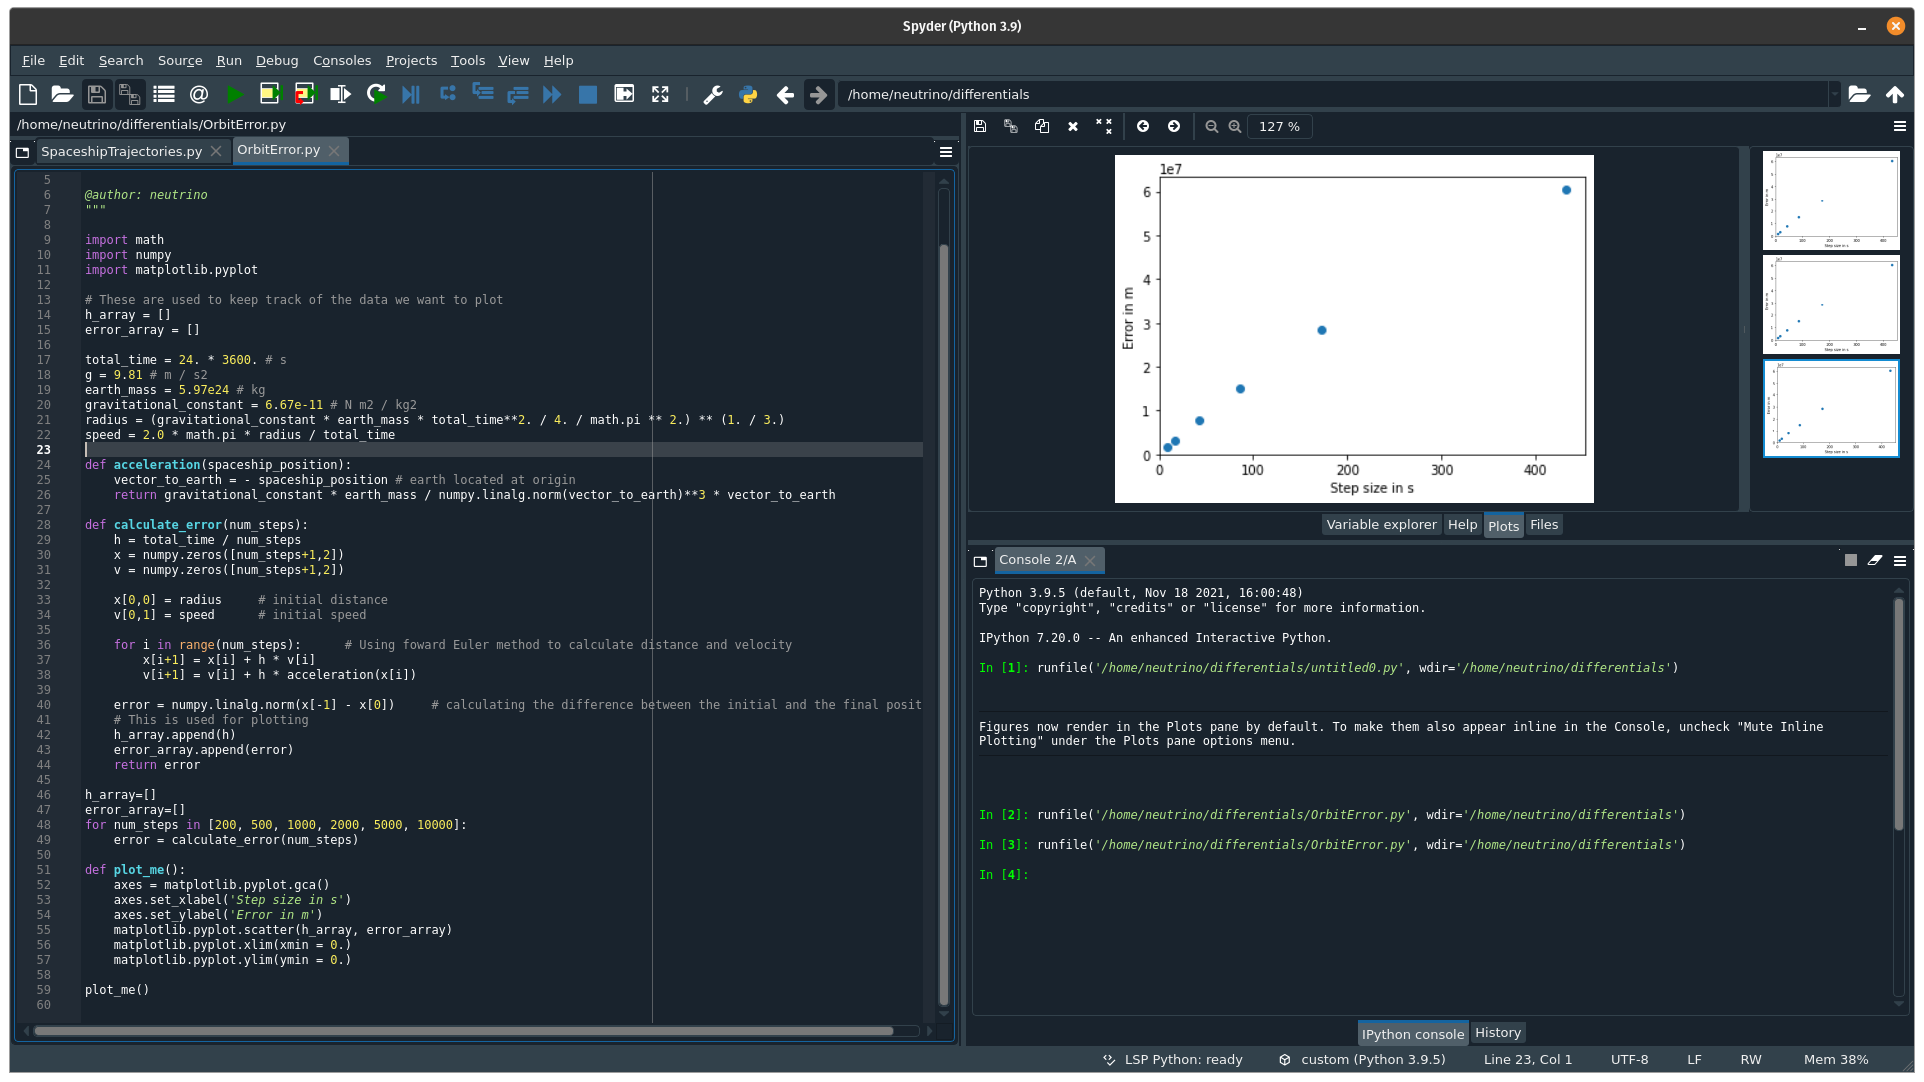 Spyder (Python 3.9)
File Edit Search Source Run Debug Consoles Projects Tools View Help
/home/neutrino/differentials
/home/neutrino/differentials/OrbitError.py
SpaceshipTrajectories.py OrbitError.py
5
6 @author: neutrino
7 """
8
9 import math
10 import numpy
11 import matplotlib.pyplot
12
13 # These are used to keep track of the data we want to plot
14 h_array = []
15 error_array = []
16
17 total_time = 24. * 3600. # s
18 g = 9.81 # m / s2
19 earth_mass = 5.97e24 # kg
20 gravitational_constant = 6.67e-11 # N m2 / kg2
21 radius = (gravitational_constant * earth_mass * total_time**2. / 4. / math.pi ** 2.) ** (1. / 3.)
22 speed = 2.0 * math.pi * radius / total_time
23
24 def acceleration(spaceship_position):
25 vector_to_earth = - spaceship_position # earth located at origin
26 return gravitational_constant * earth_mass / numpy.linalg.norm(vector_to_earth)**3 * vector_to_earth
27
28 def calculate_error(num_steps):
29 h = total_time / num_steps
30 x = numpy.zeros([num_steps+1,2])
31 v = numpy.zeros([num_steps+1,2])
32
33 x[0,0] = radius # initial distance
34 v[0,1] = speed # initial speed
35
36 for i in range(num_steps): # Using foward Euler method to calculate distance and velocity
37 x[i+1] = x[i] + h * v[i]
38 v[i+1] = v[i] + h * acceleration(x[i])
39
40 error = numpy.linalg.norm(x[-1] - x[0]) # calculating the difference between the initial and the final posit
41 # This is used for plotting
42 h_array.append(h)
43 error_array.append(error)
44 return error
45
46 h_array=[]
47 error_array=[]
48 for num_steps in [200, 500, 1000, 2000, 5000, 10000]:
49 error = calculate_error(num_steps)
50
51 def plot_me():
52 axes = matplotlib.pyplot.gca()
53 axes.set_xlabel('Step size in s')
54 axes.set_ylabel('Error in m')
55 matplotlib.pyplot.scatter(h_array, error_array)
56 matplotlib.pyplot.xlim(xmin = 0.)
57 matplotlib.pyplot.ylim(ymin = 0.)
58
59 plot_me()
60
127 %
1e7
6
5
4
3
2
1
0
Error in m
0 100 200 300 400
Step size in s
Variable explorer Help Plots Files
Console 2/A
Python 3.9.5 (default, Nov 18 2021, 16:00:48)
Type "copyright", "credits" or "license" for more information.
IPython 7.20.0 -- An enhanced Interactive Python.
In [1]: runfile('/home/neutrino/differentials/untitled0.py', wdir='/home/neutrino/differentials')
Figures now render in the Plots pane by default. To make them also appear inline in the Console, uncheck "Mute Inline
Plotting" under the Plots pane options menu.
In [2]: runfile('/home/neutrino/differentials/OrbitError.py', wdir='/home/neutrino/differentials')
In [3]: runfile('/home/neutrino/differentials/OrbitError.py', wdir='/home/neutrino/differentials')
In [4]:
IPython console History
LSP Python: ready custom (Python 3.9.5) Line 23, Col 1 UTF-8 LF RW Mem 38%